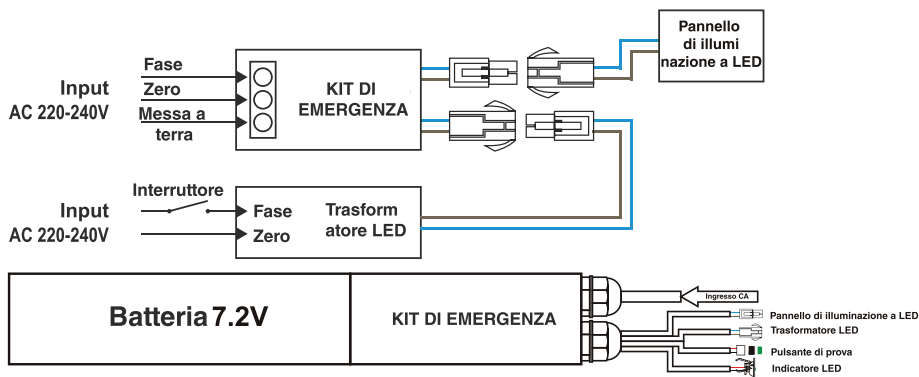 Pannello
di illumi
nazione a LED
Input
AC 220-240V
Fase
Zero
Messa a
terra
KIT DI
EMERGENZA
Input
AC 220-240V
Interruttore
Fase
Zero
Trasform
atore LED
Batteria 7.2V
KIT DI EMERGENZA
Ingresso CA
Pannello di illuminazione a LED
Trasformatore LED
Pulsante di prova
Indicatore LED